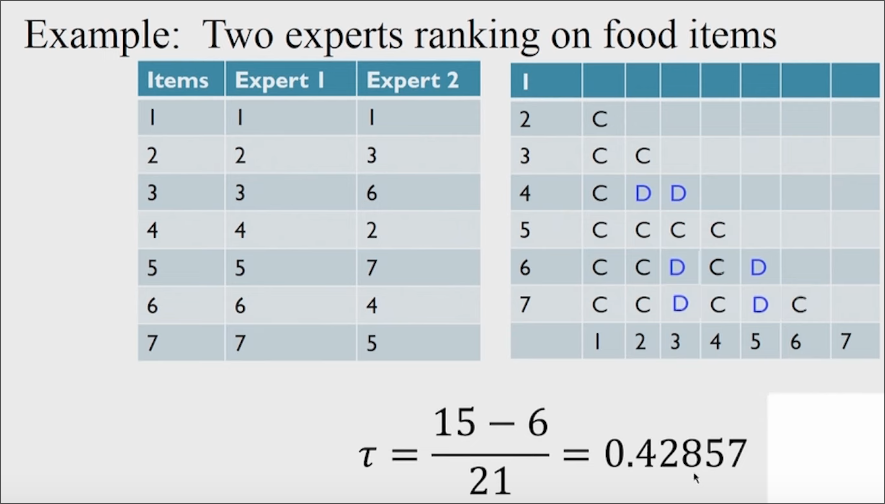 Example: Two experts ranking on food items
Items Expert 1 Expert 2
1 1 1
2 2 3
3 3 6
4 4 2
5 5 7
6 6 4
7 7 5
1
2 C
3 C C
4 C D D
5 C C C C
6 C C D C D
7 C C D C D C
1 2 3 4 5 6 7
τ = (15 − 6) / 21 = 0.42857